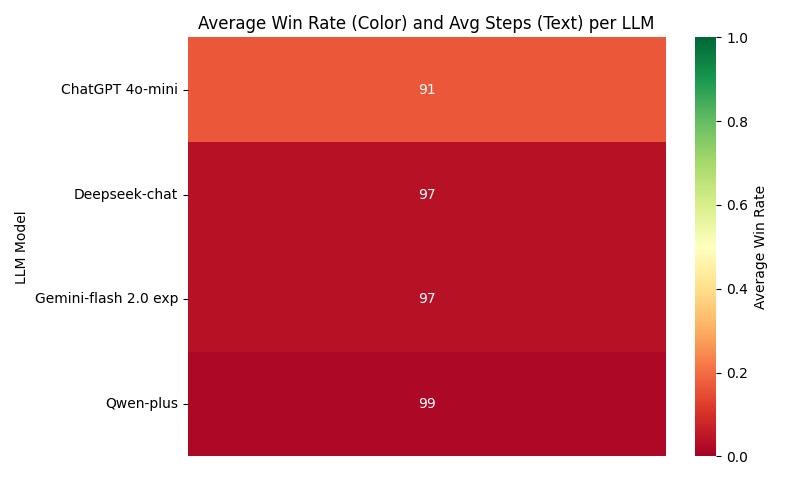 Average Win Rate (Color) and Avg Steps (Text) per LLM
LLM Model
ChatGPT 4o-mini
91
Deepseek-chat
97
Gemini-flash 2.0 exp
97
Qwen-plus
99
1.0
0.8
0.6
0.4
0.2
0.0
Average Win Rate